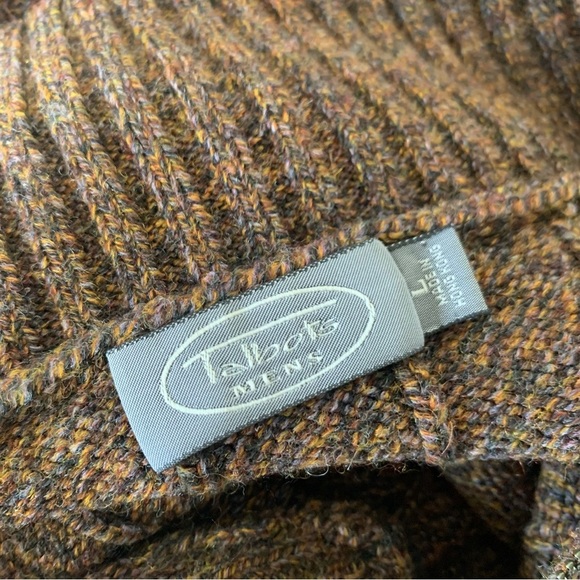 Talbots
MENS
L
MADE IN
HONG KONG